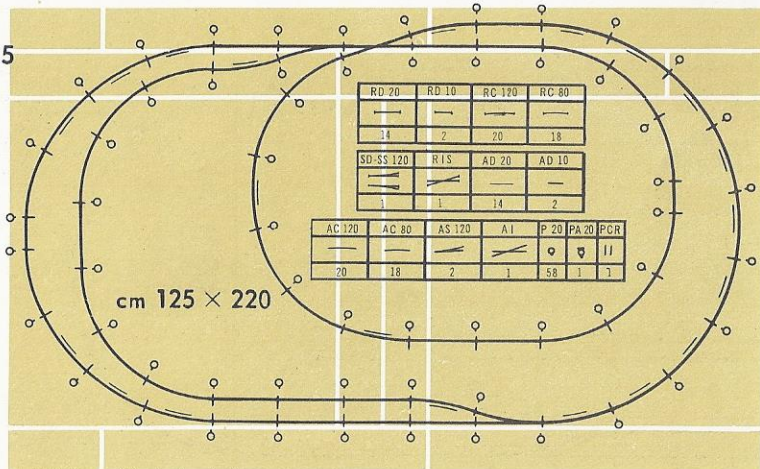 5
RD 20 RD 10 RC 120 RC 80
14 2 20 18
SD-SS 120 RIS AD 20 AD 10
1 1 14 2
AC 120 AC 80 AS 120 AI P 20 PA 20 PCR
20 18 2 1 58 1 1
cm 125 × 220